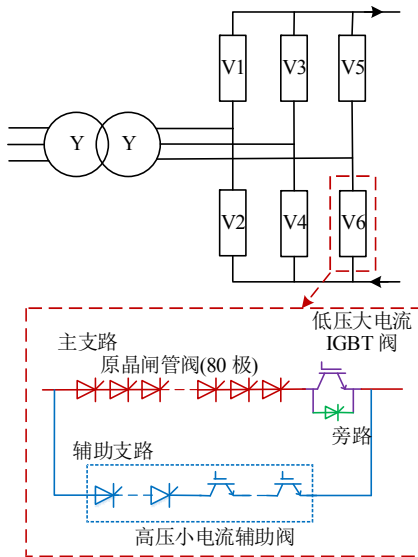 V1 V3 V5
Y Y
V2 V4 V6
低压大电流
IGBT 阀
主支路
原晶闸管阀(80 极)
旁路
辅助支路
高压小电流辅助阀